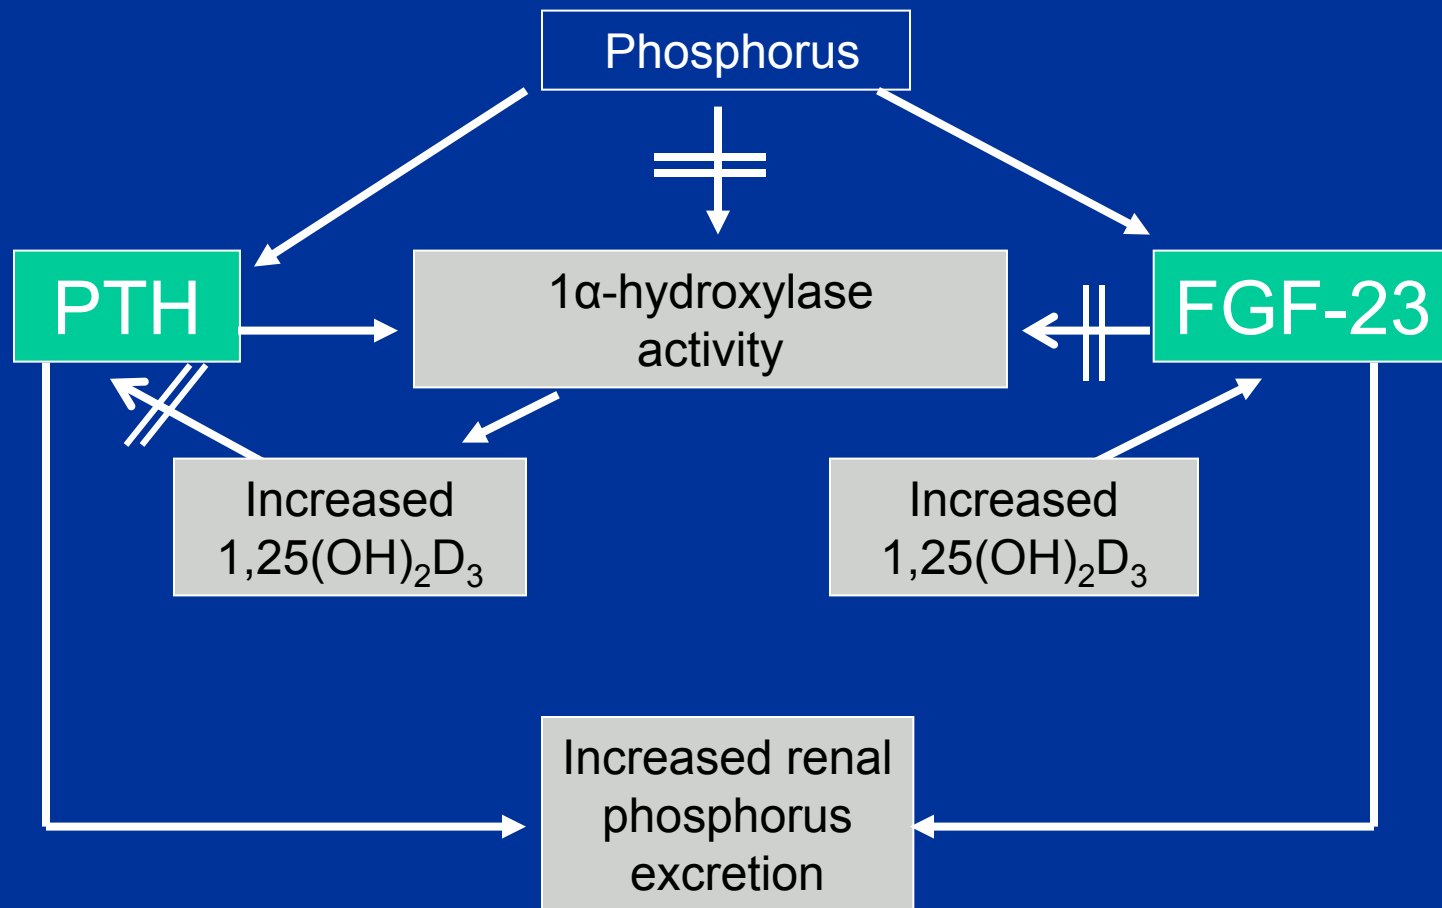 Phosphorus
PTH
1α-hydroxylase
activity
FGF-23
Increased
1,25(OH)₂D₃
Increased
1,25(OH)₂D₃
Increased renal
phosphorus
excretion